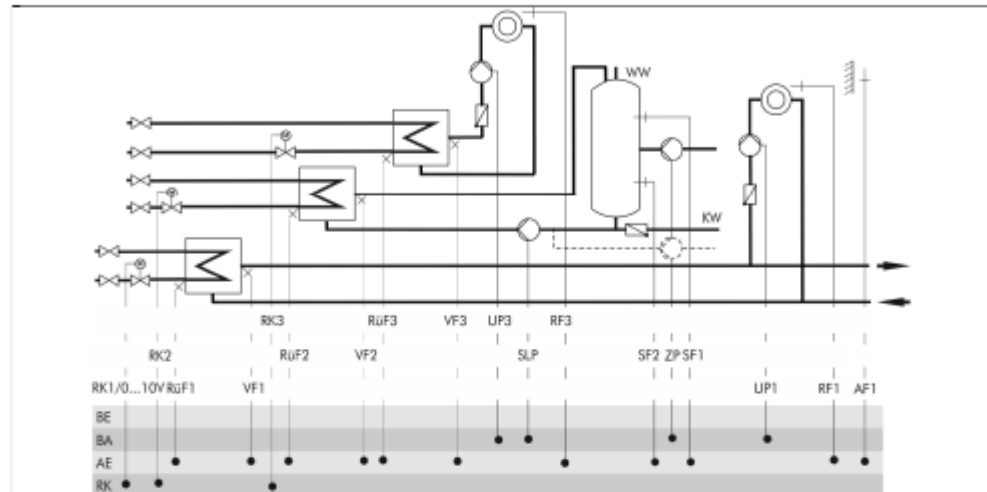 WW
KW
RK3 RüF3 VF3 UP3 RF3
RK2 RüF2 VF2 SLP SF2 ZP SF1
RK1/0...10V RüF1 VF1 UP1 RF1 AF1
BE
BA
AE
RK